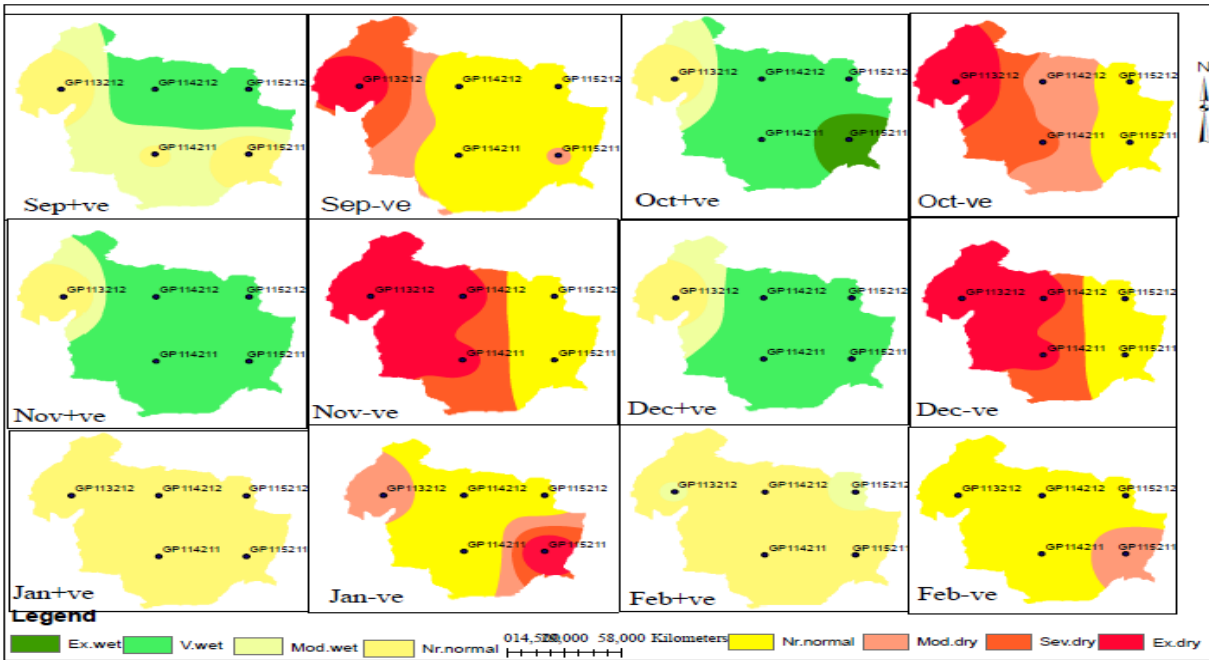 GP113212 GP114212 GP115212
GP114211 GP115211
Sep+ve
GP113212 GP114212 GP115212
GP114211 GP115211
Sep-ve
GP113212 GP114212 GP115212
GP114211 GP115211
Oct+ve
GP113212 GP114212 GP115212
GP114211 GP115211
Oct-ve
N
GP113212 GP114212 GP115212
GP114211 GP115211
Nov+ve
GP113212 GP114212 GP115212
GP114211 GP115211
Nov-ve
GP113212 GP114212 GP115212
GP114211 GP115211
Dec+ve
GP113212 GP114212 GP115212
GP114211 GP115211
Dec-ve
GP113212 GP114212 GP115212
GP114211 GP115211
Jan+ve
GP113212 GP114212 GP115212
GP114211 GP115211
Jan-ve
GP113212 GP114212 GP115212
GP114211 GP115211
Feb+ve
GP113212 GP114212 GP115212
GP114211 GP115211
Feb-ve
Legend
Ex.wet V.wet Mod.wet Nr.normal 58,000 Kilometers Nr.normal Mod.dry Sev.dry Ex.dry